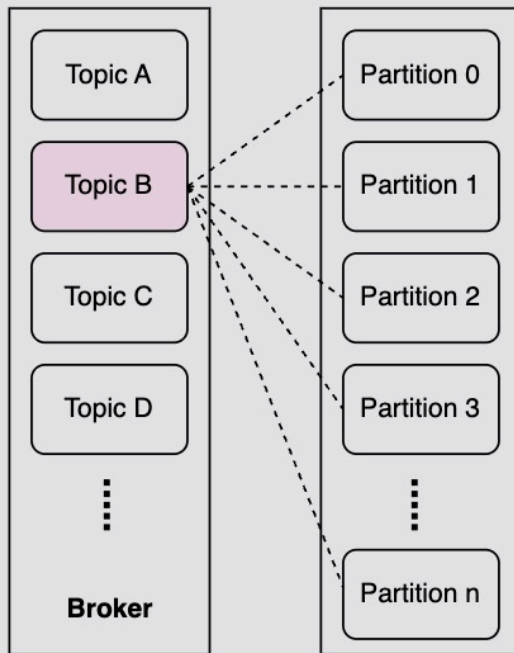 Topic A
Topic B
Topic C
Topic D
Broker
Partition 0
Partition 1
Partition 2
Partition 3
Partition n